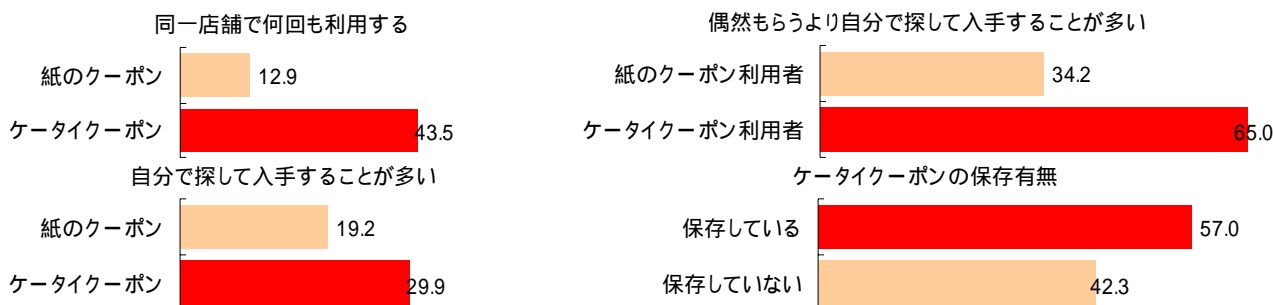 同一店舗で何回も利用する
紙のクーポン 12.9
ケータイクーポン 43.5
自分で探して入手することが多い
紙のクーポン 19.2
ケータイクーポン 29.9
偶然もらうより自分で探して入手することが多い
紙のクーポン利用者 34.2
ケータイクーポン利用者 65.0
ケータイクーポンの保存有無
保存している 57.0
保存していない 42.3